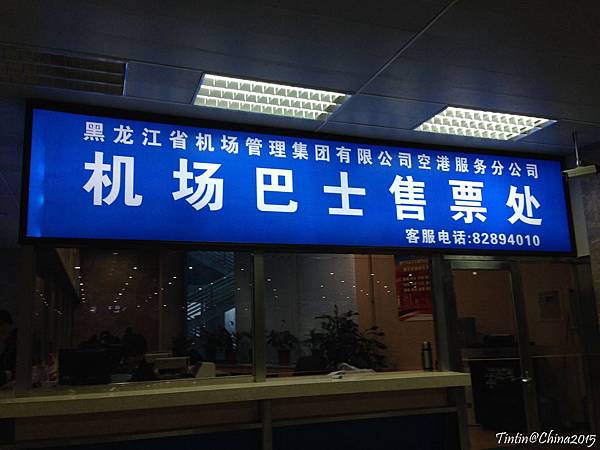 黑龙江省机场管理集团有限公司空港服务分公司
机场巴士售票处
客服电话:82894010
Tintin@China2015